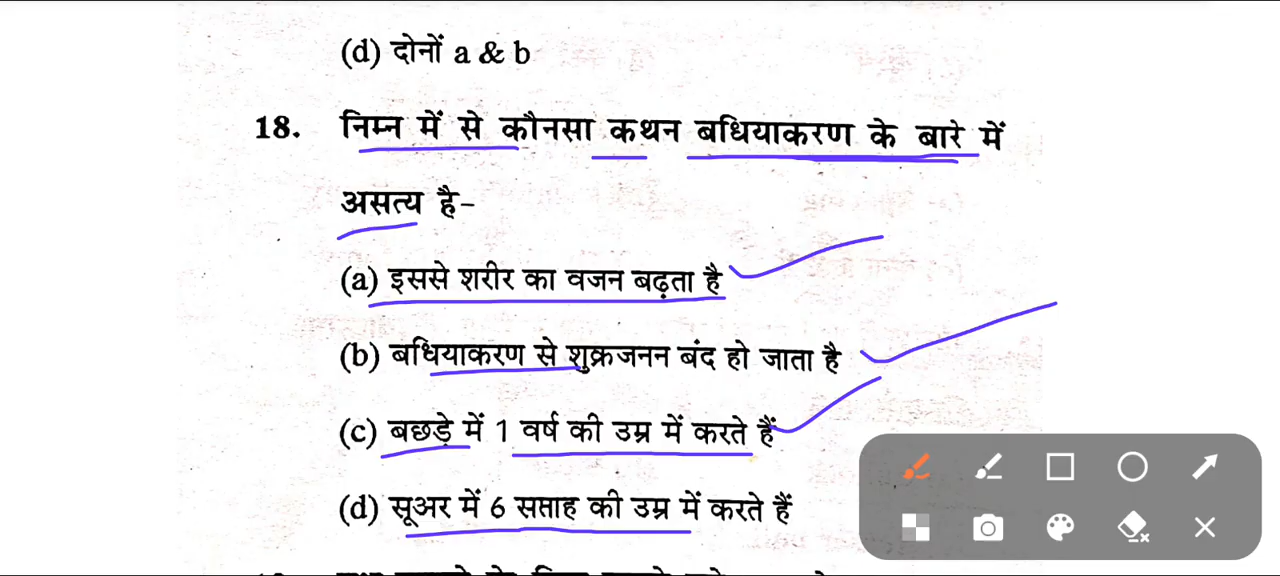 (d) दोनों a & b
18. निम्न में से कौनसा कथन बधियाकरण के बारे में
असत्य है-
(a) इससे शरीर का वजन बढ़ता है
(b) बधियाकरण से शुक्रजनन बंद हो जाता है
(c) बछड़े में 1 वर्ष की उम्र में करते हैं
(d) सूअर में 6 सप्ताह की उम्र में करते हैं